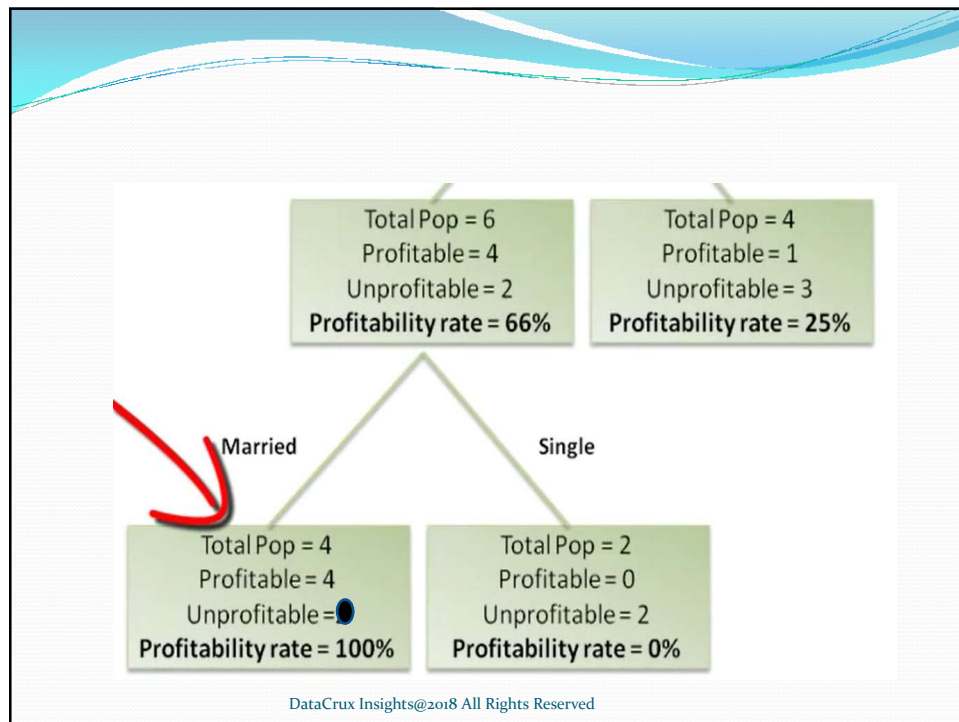 Total Pop = 6
Profitable = 4
Unprofitable = 2
Profitability rate = 66%
Total Pop = 4
Profitable = 1
Unprofitable = 3
Profitability rate = 25%
Married
Single
Total Pop = 4
Profitable = 4
Unprofitable =
Profitability rate = 100%
Total Pop = 2
Profitable = 0
Unprofitable = 2
Profitability rate = 0%
DataCrux Insights@2018 All Rights Reserved